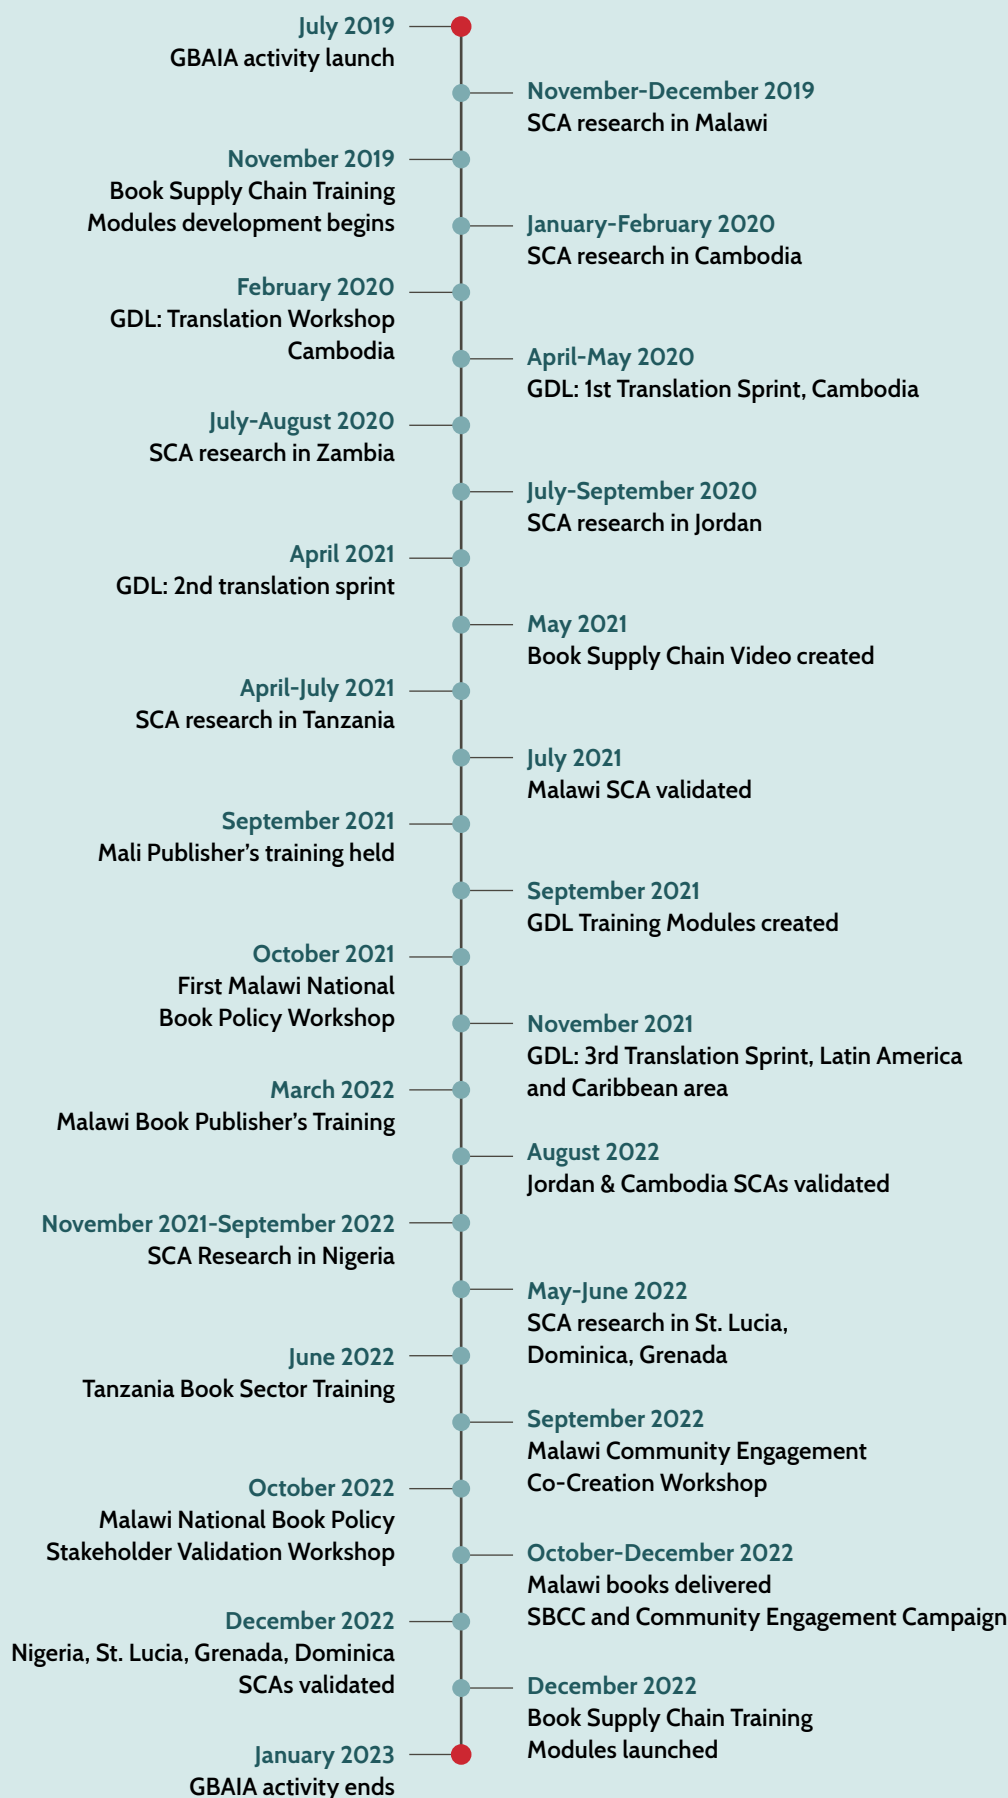 July 2019
GBAIA activity launch
November-December 2019
SCA research in Malawi
November 2019
Book Supply Chain Training
Modules development begins
January-February 2020
SCA research in Cambodia
February 2020
GDL: Translation Workshop
Cambodia
April-May 2020
GDL: 1st Translation Sprint, Cambodia
July-August 2020
SCA research in Zambia
July-September 2020
SCA research in Jordan
April 2021
GDL: 2nd translation sprint
May 2021
Book Supply Chain Video created
April-July 2021
SCA research in Tanzania
July 2021
Malawi SCA validated
September 2021
Mali Publisher’s training held
September 2021
GDL Training Modules created
October 2021
First Malawi National
Book Policy Workshop
November 2021
GDL: 3rd Translation Sprint, Latin America
and Caribbean area
March 2022
Malawi Book Publisher’s Training
August 2022
Jordan & Cambodia SCAs validated
November 2021-September 2022
SCA Research in Nigeria
May-June 2022
SCA research in St. Lucia,
Dominica, Grenada
June 2022
Tanzania Book Sector Training
September 2022
Malawi Community Engagement
Co-Creation Workshop
October 2022
Malawi National Book Policy
Stakeholder Validation Workshop
October-December 2022
Malawi books delivered
SBCC and Community Engagement Campaign
December 2022
Nigeria, St. Lucia, Grenada, Dominica
SCAs validated
December 2022
Book Supply Chain Training
Modules launched
January 2023
GBAIA activity ends